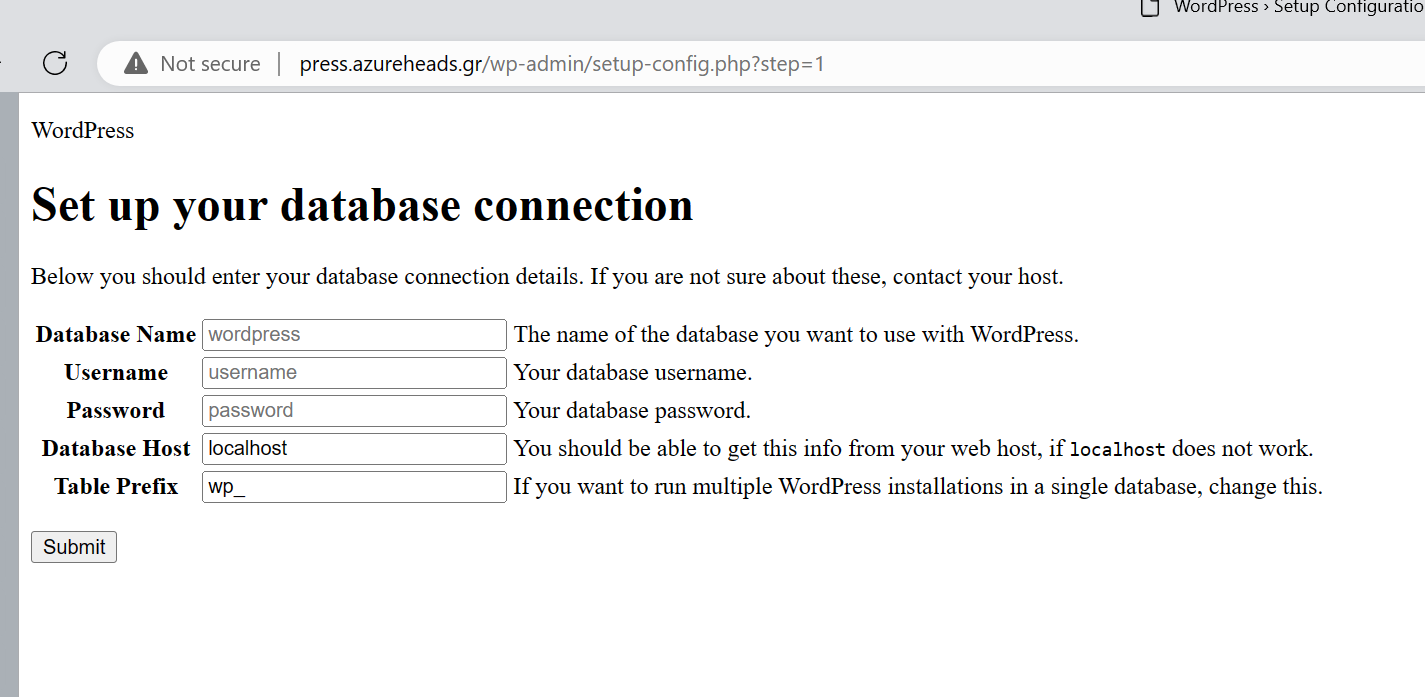 WordPress › Setup Configuratio
Not secure press.azureheads.gr/wp-admin/setup-config.php?step=1
WordPress
Set up your database connection
Below you should enter your database connection details. If you are not sure about these, contact your host.
Database Name wordpress The name of the database you want to use with WordPress.
Username username Your database username.
Password password Your database password.
Database Host localhost You should be able to get this info from your web host, if localhost does not work.
Table Prefix wp_ If you want to run multiple WordPress installations in a single database, change this.
Submit